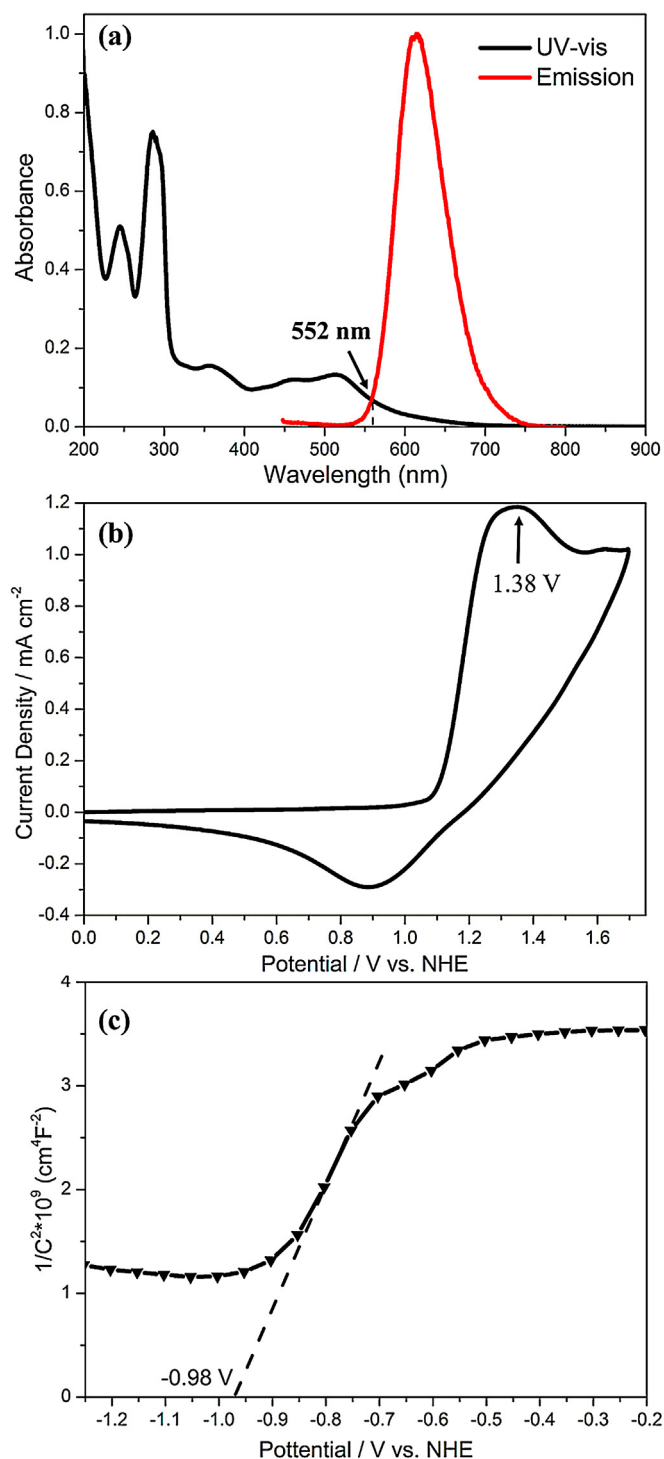 (a)
UV-vis
Emission
552 nm
Absorbance
1.0
0.8
0.6
0.4
0.2
0.0
200 300 400 500 600 700 800 900
Wavelength (nm)
(b)
1.38 V
Current Density / mA cm-2
1.2
1.0
0.8
0.6
0.4
0.2
0.0
-0.2
-0.4
0.0 0.2 0.4 0.6 0.8 1.0 1.2 1.4 1.6
Potential / V vs. NHE
(c)
-0.98 V
1/C2*109 (cm4F-2)
4
3
2
1
0
-1.2 -1.1 -1.0 -0.9 -0.8 -0.7 -0.6 -0.5 -0.4 -0.3 -0.2
Pottential / V vs. NHE